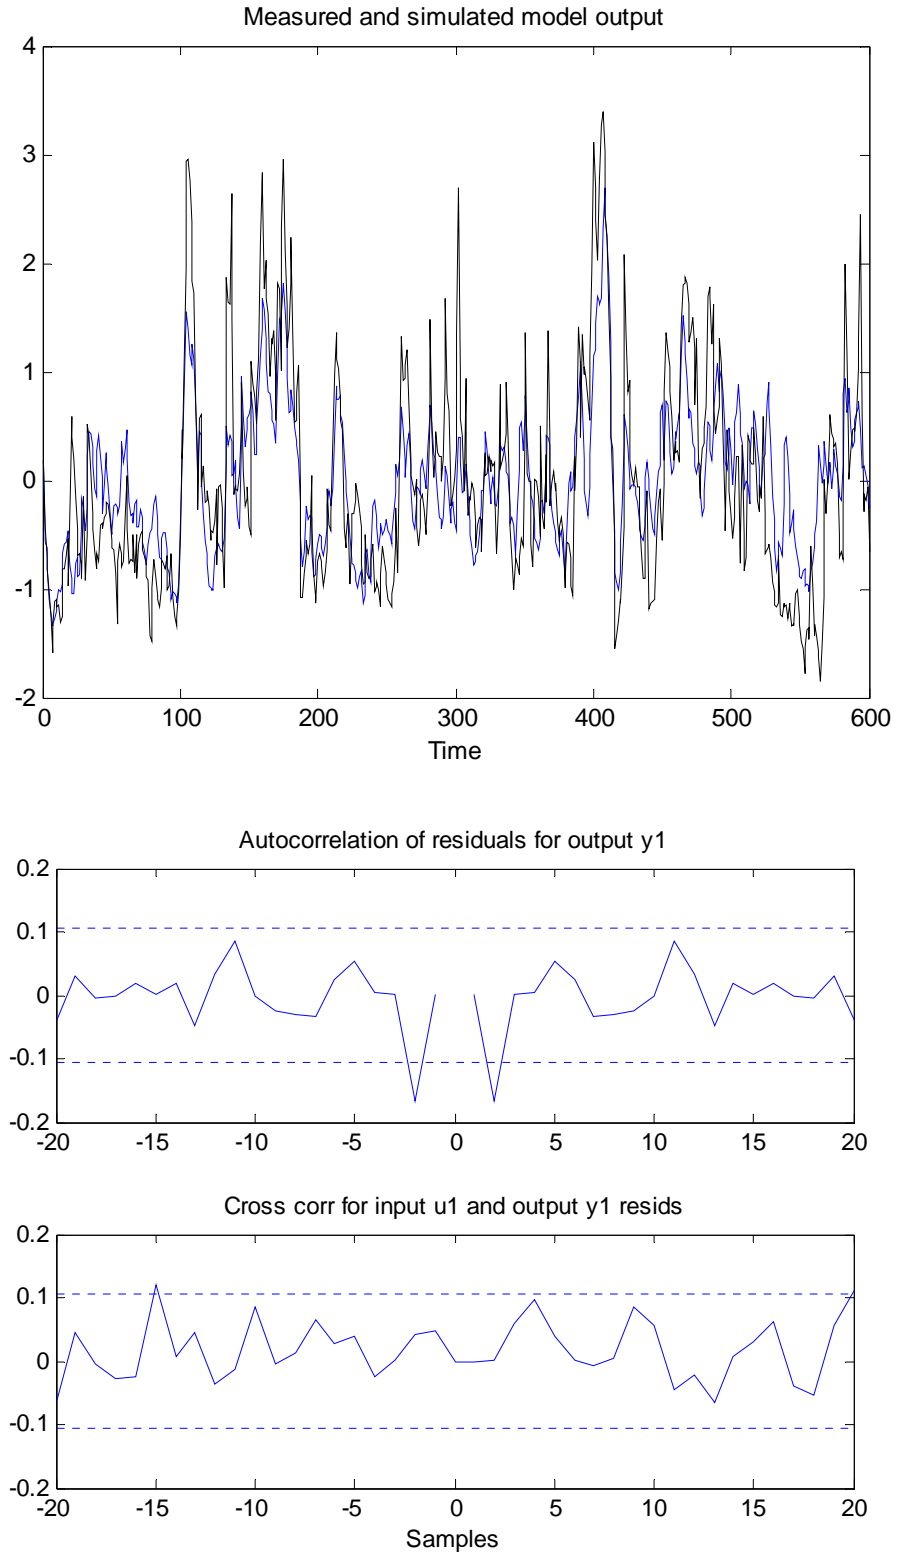 Measured and simulated model output
4
3
2
1
0
-1
-2
0 100 200 300 400 500 600
Time
Autocorrelation of residuals for output y1
0.2
0.1
0
-0.1
-0.2
-20 -15 -10 -5 0 5 10 15 20
Cross corr for input u1 and output y1 resids
0.2
0.1
0
-0.1
-0.2
-20 -15 -10 -5 0 5 10 15 20
Samples